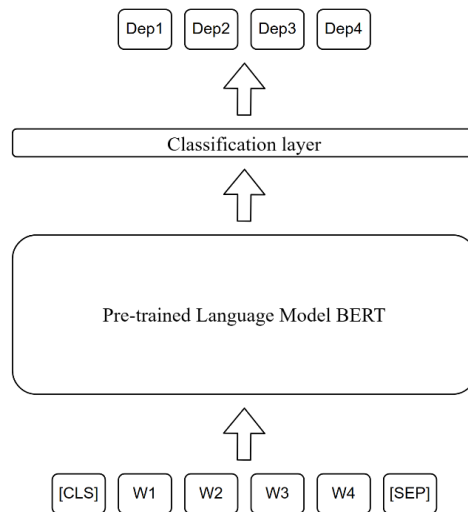 Dep1 Dep2 Dep3 Dep4
Classification layer
Pre-trained Language Model BERT
[CLS] W1 W2 W3 W4 [SEP]